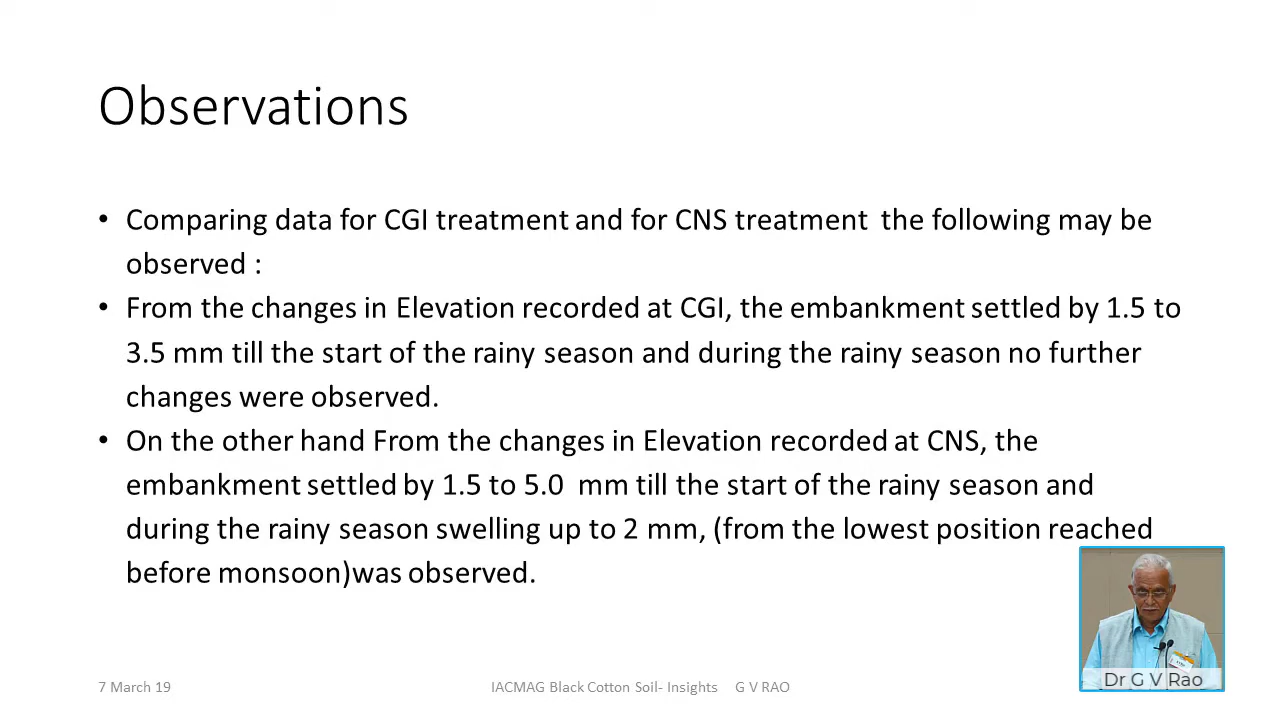 Observations
• Comparing data for CGI treatment and for CNS treatment the following may be
observed :
• From the changes in Elevation recorded at CGI, the embankment settled by 1.5 to
3.5 mm till the start of the rainy season and during the rainy season no further
changes were observed.
• On the other hand From the changes in Elevation recorded at CNS, the
embankment settled by 1.5 to 5.0 mm till the start of the rainy season and
during the rainy season swelling up to 2 mm, (from the lowest position reached
before monsoon)was observed.
7 March 19
IACMAG Black Cotton Soil- Insights G V RAO
Dr G V Rao